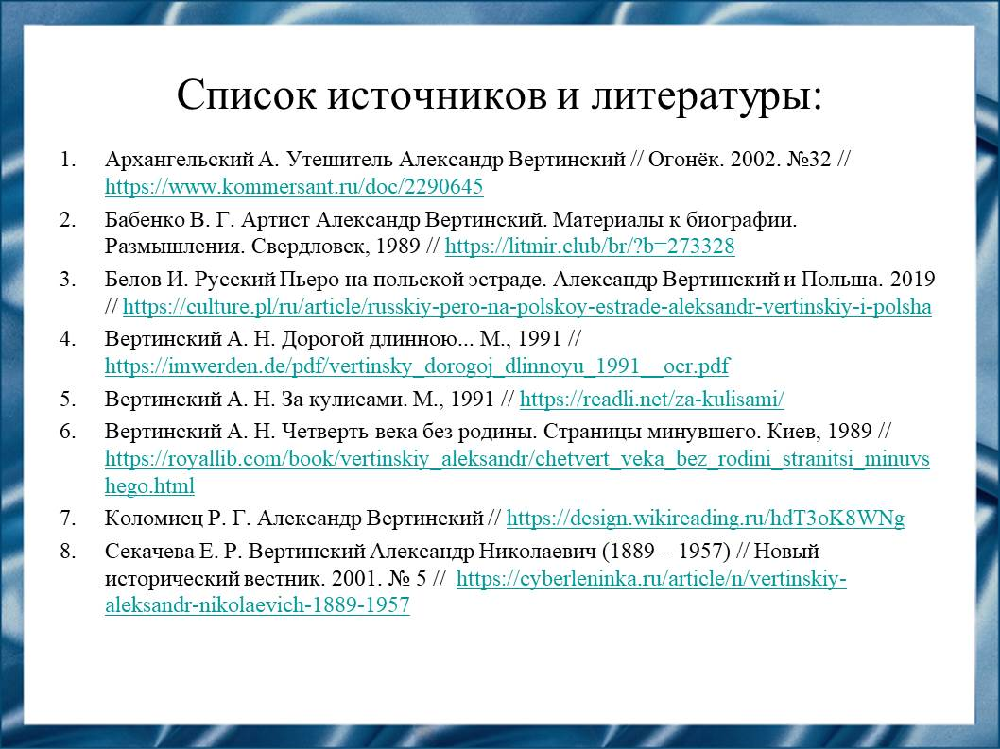 Список источников и литературы:
1. Архангельский А. Утешитель Александр Вертинский // Огонёк. 2002. №32 //
https://www.kommersant.ru/doc/2290645
2. Бабенко В. Г. Артист Александр Вертинский. Материалы к биографии.
Размышления. Свердловск, 1989 // https://litmir.club/br/?b=273328
3. Белов И. Русский Пьеро на польской эстраде. Александр Вертинский и Польша. 2019
// https://culture.pl/ru/article/russkiy-pero-na-polskoy-estrade-aleksandr-vertinskiy-i-polsha
4. Вертинский А. Н. Дорогой длинною... М., 1991 //
https://imwerden.de/pdf/vertinsky_dorogoj_dlinnoyu_1991__ocr.pdf
5. Вертинский А. Н. За кулисами. М., 1991 // https://readli.net/za-kulisami/
6. Вертинский А. Н. Четверть века без родины. Страницы минувшего. Киев, 1989 //
https://royallib.com/book/vertinskiy_aleksandr/chetvert_veka_bez_rodini_stranitsi_minuvs
hego.html
7. Коломиец Р. Г. Александр Вертинский // https://design.wikireading.ru/hdT3oK8WNg
8. Секачева Е. Р. Вертинский Александр Николаевич (1889 – 1957) // Новый
исторический вестник. 2001. № 5 // https://cyberleninka.ru/article/n/vertinskiy-
aleksandr-nikolaevich-1889-1957